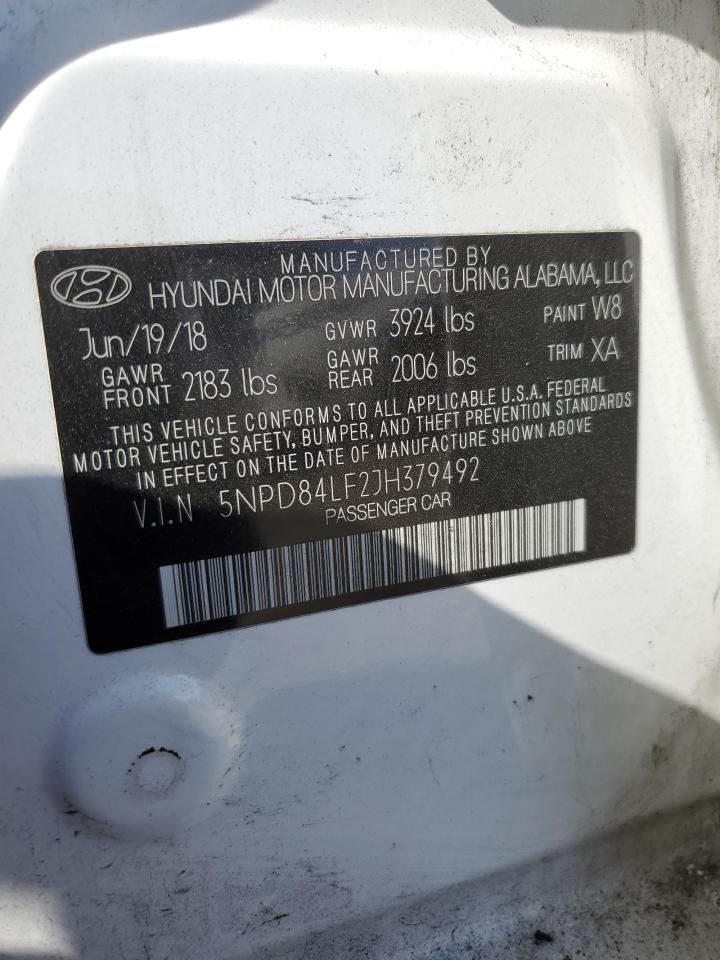 MANUFACTURED BY
HYUNDAI MOTOR MANUFACTURING ALABAMA, LLC
Jun/19/18 GVWR 3924 lbs PAINT W8
GAWR FRONT 2183 lbs GAWR REAR 2006 lbs TRIM XA
THIS VEHICLE CONFORMS TO ALL APPLICABLE U.S.A. FEDERAL
MOTOR VEHICLE SAFETY, BUMPER, AND THEFT PREVENTION STANDARDS
IN EFFECT ON THE DATE OF MANUFACTURE SHOWN ABOVE
V.I.N 5NPD84LF2JH379492
PASSENGER CAR